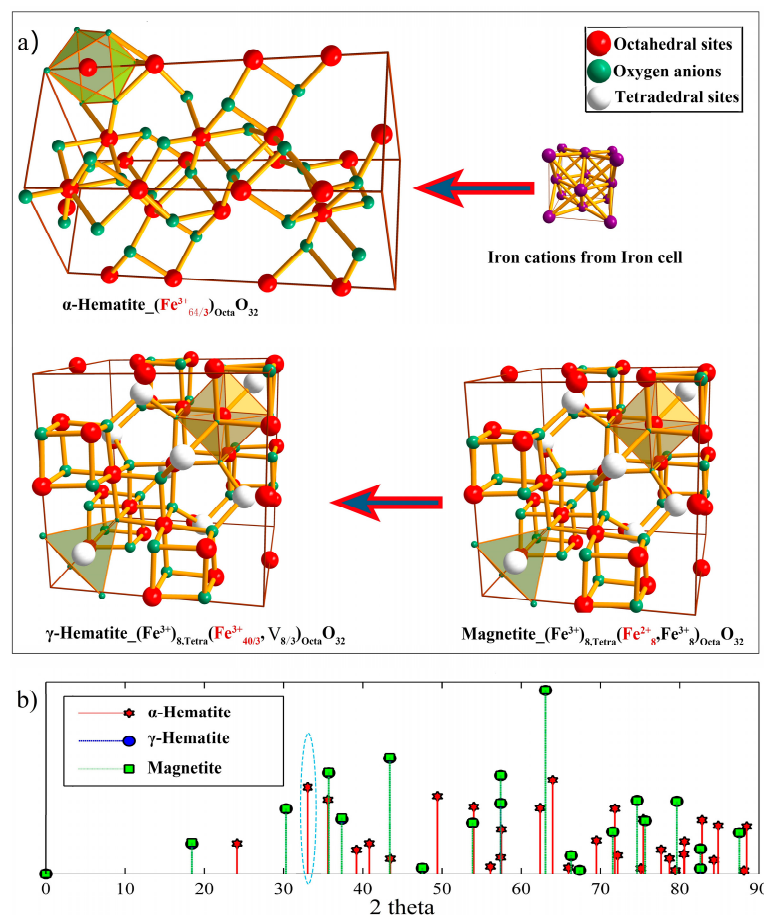 a)
Octahedral sites
Oxygen anions
Tetradedral sites
Iron cations from Iron cell
α-Hematite_(Fe³⁺₆₄/₃)OctaO₃₂
γ-Hematite_(Fe³⁺)₈,Tetra(Fe³⁺₄₀/₃,V₈/₃)OctaO₃₂
Magnetite_(Fe³⁺)₈,Tetra(Fe²⁺₈,Fe³⁺₈)OctaO₃₂
b)
α-Hematite
γ-Hematite
Magnetite
0 10 20 30 40 50 60 70 80 90
2 theta